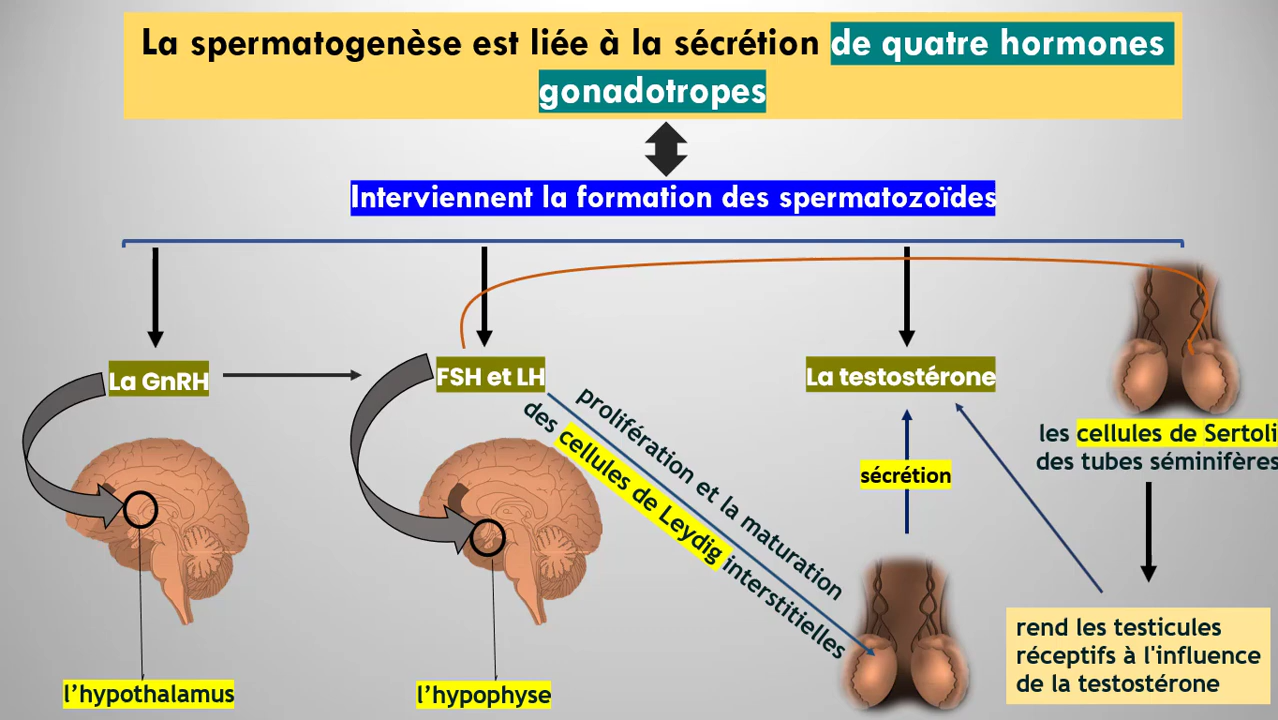 La spermatogenèse est liée à la sécrétion de quatre hormones
gonadotropes
Interviennent la formation des spermatozoïdes
La GnRH
FSH et LH
La testostérone
prolifération et la maturation
des cellules de Leydig interstitielles
sécrétion
les cellules de Sertoli
des tubes séminifères
rend les testicules
réceptifs à l'influence
de la testostérone
l’hypothalamus
l’hypophyse